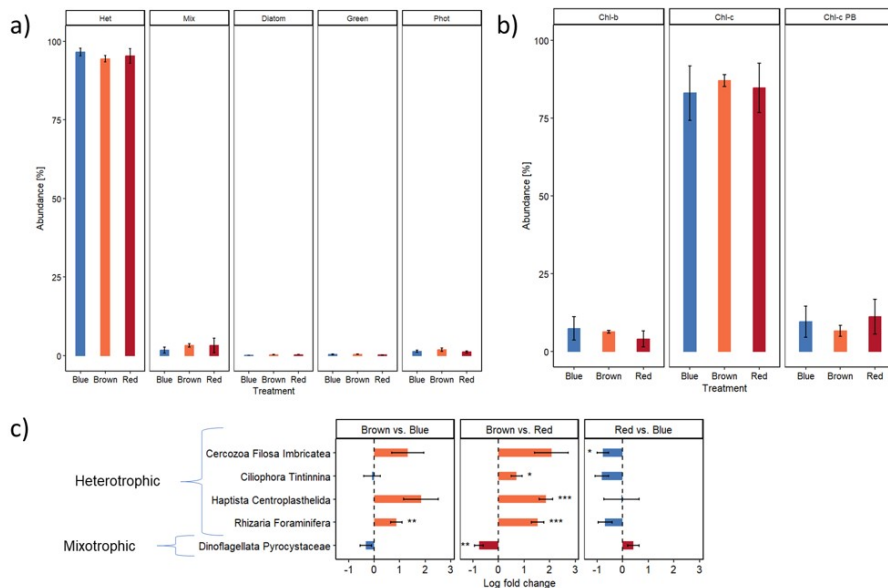 a)
Het Mix Diatom Green Phot
Abundance [%]
100
75
50
25
0
Blue Brown Red Blue Brown Red Blue Brown Red Blue Brown Red Blue Brown Red
Treatment
b)
Chl-b Chl-c Chl-c PB
Abundance [%]
100
75
50
25
0
Blue Brown Red Blue Brown Red Blue Brown Red
Treatment
c)
Brown vs. Blue Brown vs. Red Red vs. Blue
Heterotrophic
Cercozoa Filosa Imbricatea *
Ciliophora Tintinnina *
Haptista Centroplasthelida ***
Rhizaria Foraminifera ** ***
Mixotrophic
Dinoflagellata Pyrocystaceae **
-1 0 1 2 3 -1 0 1 2 3 -1 0 1 2 3
Log fold change